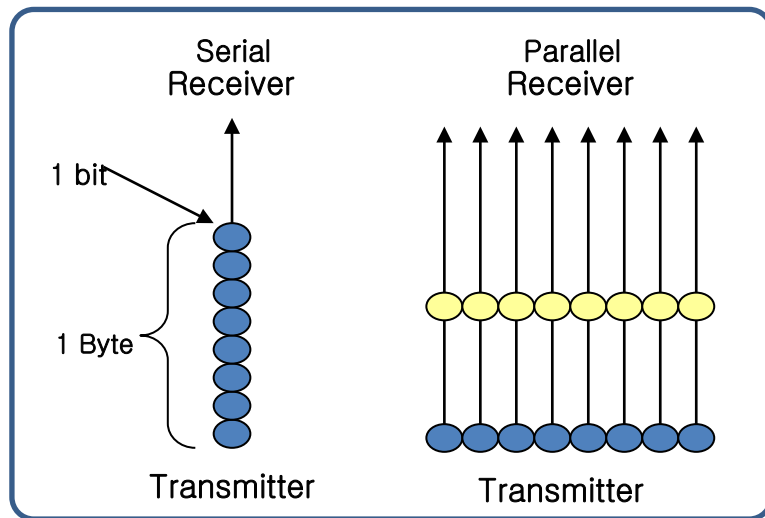 Serial
Receiver
1 bit
1 Byte
Transmitter
Parallel
Receiver
Transmitter